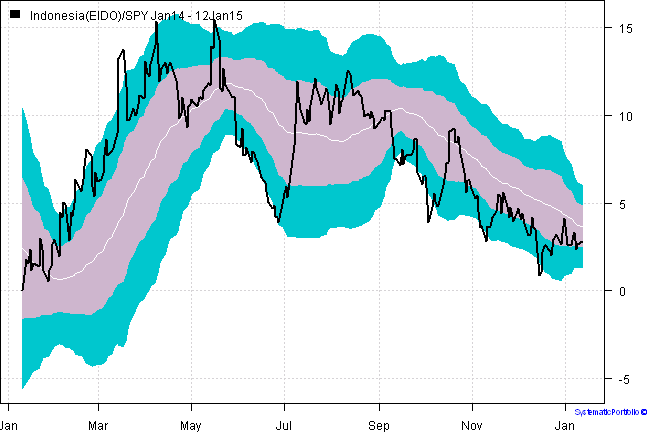 Indonesia(EIDO)/SPY Jan14 - 12Jan15
15
10
5
0
-5
Jan Mar May Jul Sep Nov Jan
SystematicPortfolio ©